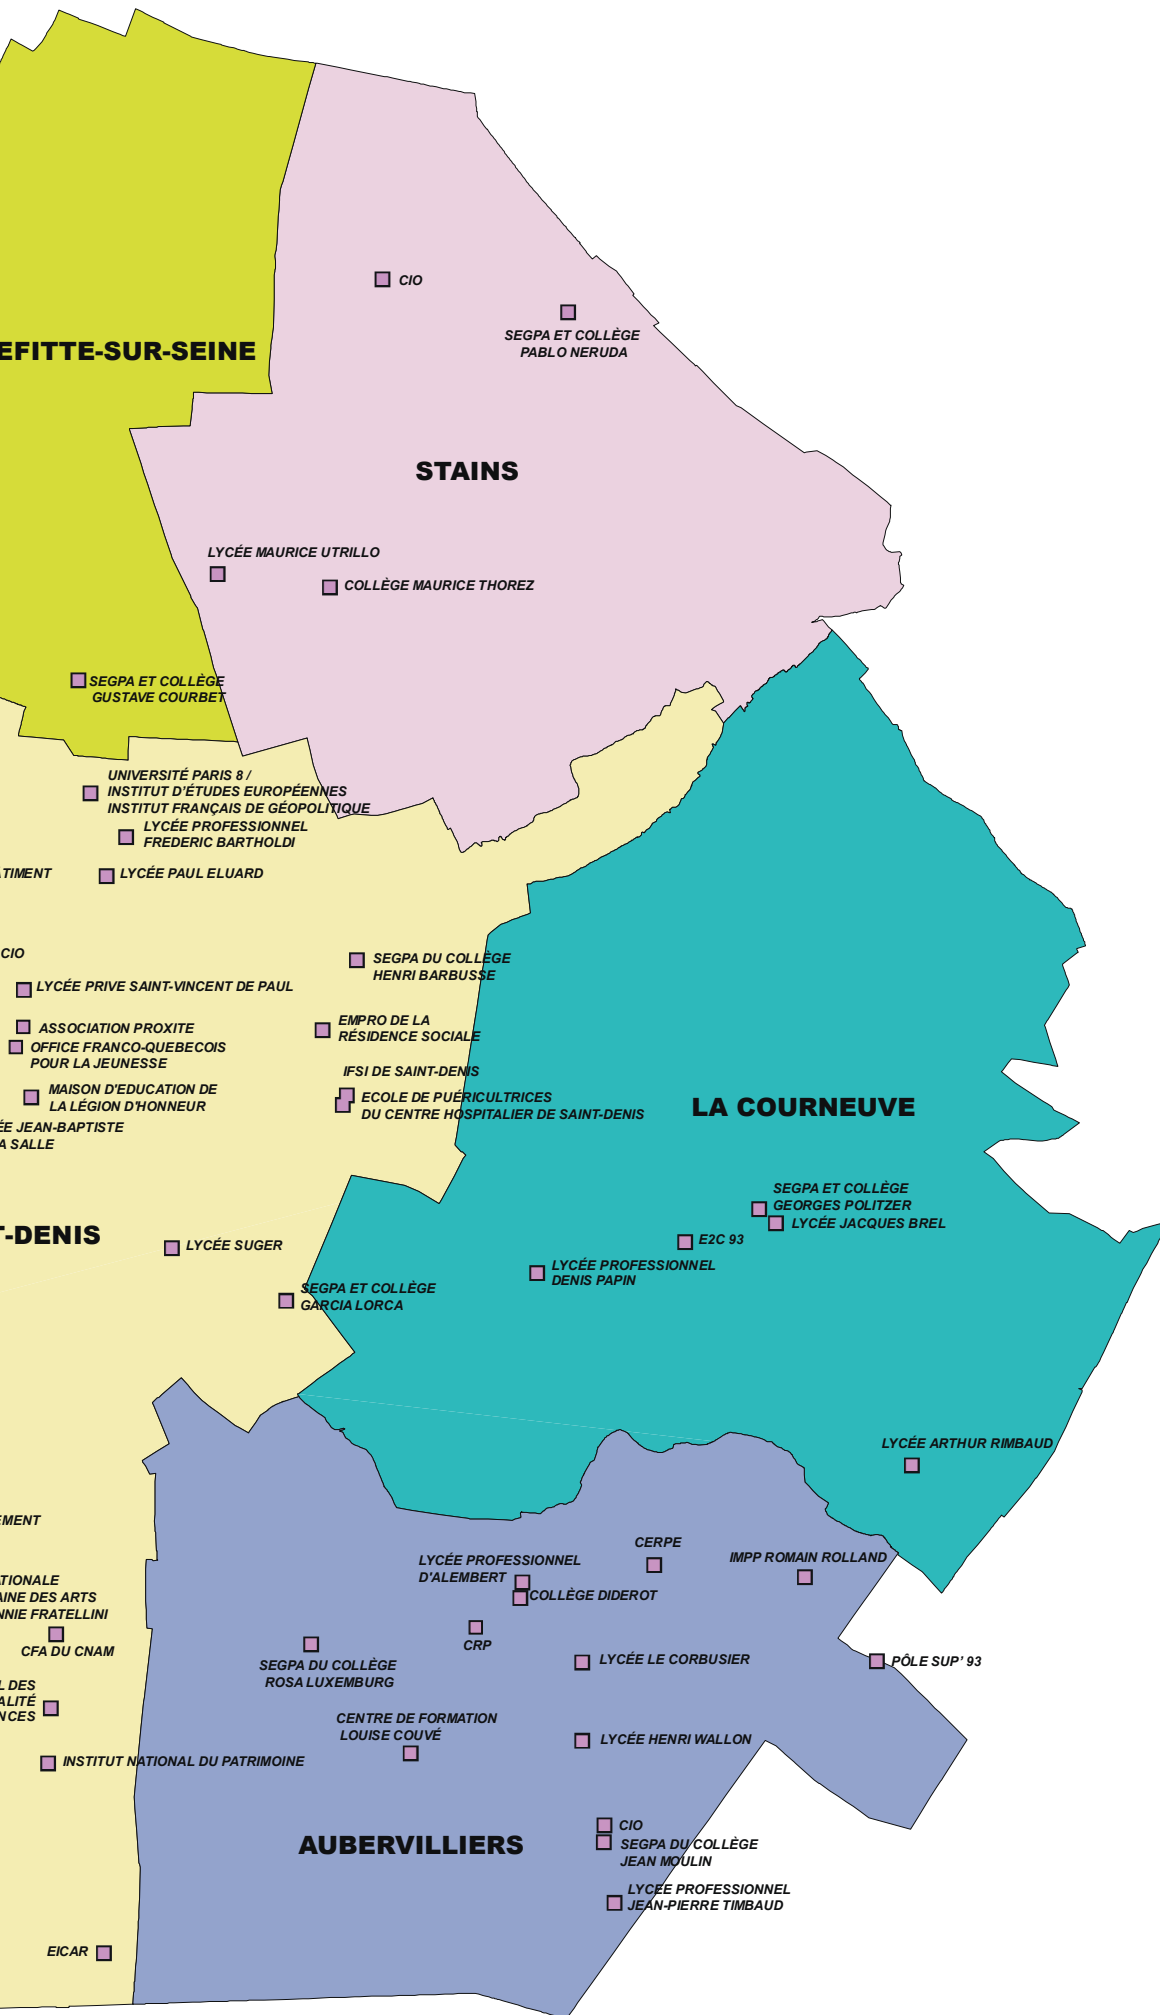 CIO
SEGPA ET COLLÈGE
PABLO NERUDA
EFITTE-SUR-SEINE
STAINS
LYCÉE MAURICE UTRILLO
COLLÈGE MAURICE THOREZ
SEGPA ET COLLÈGE
GUSTAVE COURBET
UNIVERSITÉ PARIS 8 /
INSTITUT D'ÉTUDES EUROPÉENNES
INSTITUT FRANÇAIS DE GÉOPOLITIQUE
LYCÉE PROFESSIONNEL
FREDERIC BARTHOLDI
TIMENT
LYCÉE PAUL ELUARD
CIO
SEGPA DU COLLÈGE
HENRI BARBUSSE
LYCÉE PRIVE SAINT-VINCENT DE PAUL
ASSOCIATION PROXITE
EMPRO DE LA
RÉSIDENCE SOCIALE
OFFICE FRANCO-QUEBECOIS
POUR LA JEUNESSE
IFSI DE SAINT-DENIS
MAISON D'EDUCATION DE
LA LÉGION D'HONNEUR
ECOLE DE PUÉRICULTRICES
DU CENTRE HOSPITALIER DE SAINT-DENIS
LA COURNEUVE
ÉE JEAN-BAPTISTE
A SALLE
SEGPA ET COLLÈGE
GEORGES POLITZER
LYCÉE JACQUES BREL
T-DENIS
LYCÉE SUGER
E2C 93
LYCÉE PROFESSIONNEL
DENIS PAPIN
SEGPA ET COLLÈGE
GARCIA LORCA
LYCÉE ARTHUR RIMBAUD
EMENT
CERPE
IMPP ROMAIN ROLLAND
LYCÉE PROFESSIONNEL
D'ALEMBERT
COLLÈGE DIDEROT
ATIONALE
AINE DES ARTS
NNIE FRATELLINI
CFA DU CNAM
CRP
SEGPA DU COLLÈGE
ROSA LUXEMBURG
LYCÉE LE CORBUSIER
PÔLE SUP' 93
L DES
ALITÉ
NCES
CENTRE DE FORMATION
LOUISE COUVÉ
LYCÉE HENRI WALLON
INSTITUT NATIONAL DU PATRIMOINE
AUBERVILLIERS
CIO
SEGPA DU COLLÈGE
JEAN MOULIN
LYCEE PROFESSIONNEL
JEAN-PIERRE TIMBAUD
EICAR